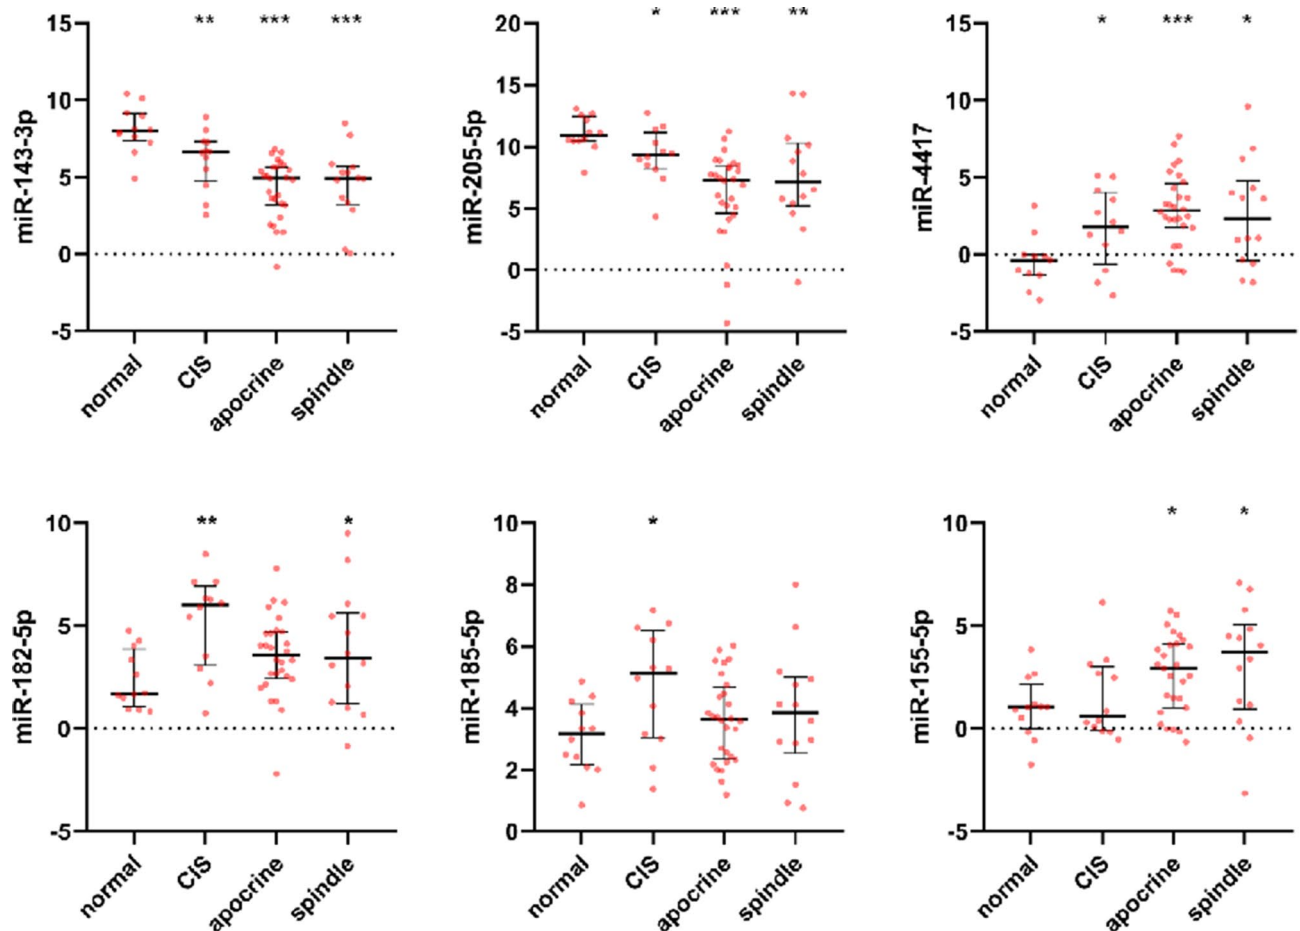 miR-143-3p
15
10
5
0
-5
** *** ***
normal CIS apocrine spindle
miR-205-5p
20
15
10
5
0
-5
* *** **
normal CIS apocrine spindle
miR-4417
15
10
5
0
-5
* *** *
normal CIS apocrine spindle
miR-182-5p
10
5
0
-5
** *
normal CIS apocrine spindle
miR-185-5p
10
8
6
4
2
0
*
normal CIS apocrine spindle
miR-155-5p
10
5
0
-5
* *
normal CIS apocrine spindle